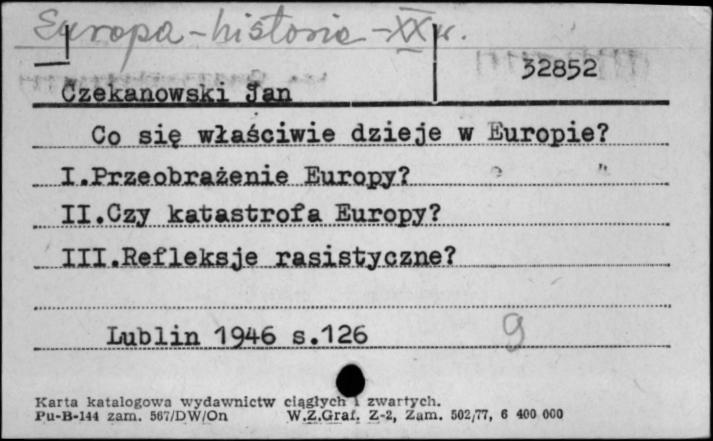 Europa - historia - XX w.
32852
Czekanowski Jan
Co się właściwie dzieje w Europie?
I.Przeobrażenie Europy?
II.Czy katastrofa Europy?
III.Refleksje rasistyczne?
Lublin 1946 s.126
9
Karta katalogowa wydawnictw ciągłych i zwartych.
Pu-B-144 zam. 567/DW/On W.Z.Graf. Z-2, Zam. 502/77, 6 400 000